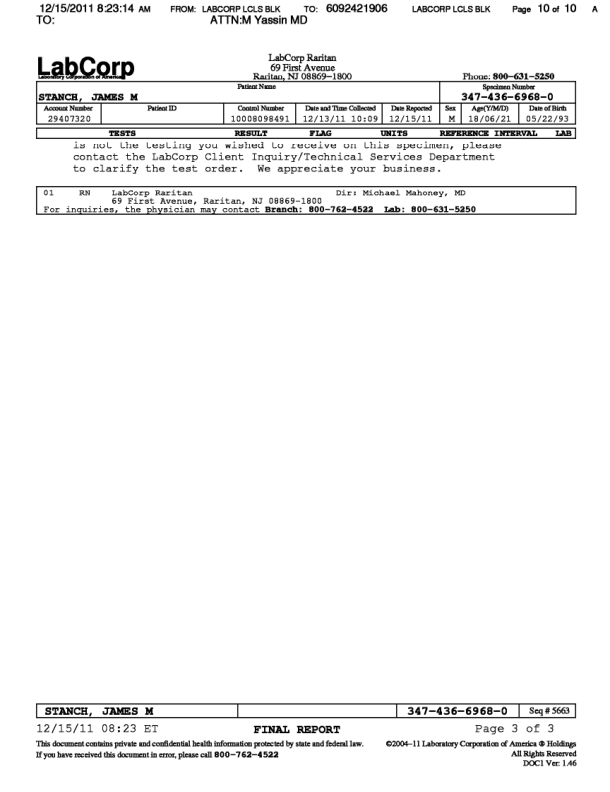 12/15/2011 8:23:14 AM FROM: LABCORP LCLS BLK TO: 6092421906 LABCORP LCLS BLK Page 10 of 10 A
TO: ATTN:M Yassin MD
LabCorp
Laboratory Corporation of America
LabCorp Raritan
69 First Avenue
Raritan, NJ 08869-1800
Phone: 800-631-5250
Patient Name Specimen Number
STANCH, JAMES M 347-436-6968-0
Account Number Patient ID Control Number Date and Time Collected Date Reported Sex Age(Y/M/D) Date of Birth
29407320 10008098491 12/13/11 10:09 12/15/11 M 18/06/21 05/22/93
TESTS RESULT FLAG UNITS REFERENCE INTERVAL LAB
is not the testing you wished to receive on this specimen, please
contact the LabCorp Client Inquiry/Technical Services Department
to clarify the test order. We appreciate your business.
01 RN LabCorp Raritan Dir: Michael Mahoney, MD
69 First Avenue, Raritan, NJ 08869-1800
For inquiries, the physician may contact Branch: 800-762-4522 Lab: 800-631-5250
STANCH, JAMES M 347-436-6968-0 Seq # 5663
12/15/11 08:23 ET FINAL REPORT Page 3 of 3
This document contains private and confidential health information protected by state and federal law. ©2004-11 Laboratory Corporation of America ® Holdings
If you have received this document in error, please call 800-762-4522 All Rights Reserved
DOC1 Ver: 1.46